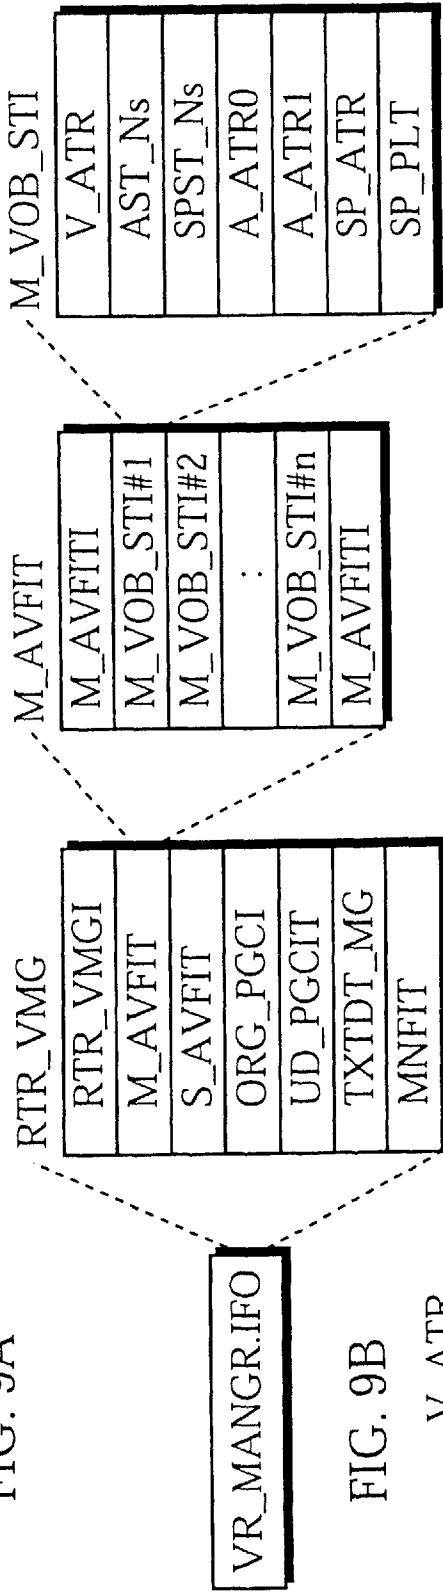 FIG. 9A
VR_MANGR.IFO
RTR_VMG
RTR_VMGI
M_AVFIT
S_AVFIT
ORG_PGCI
UD_PGCIT
TXTDT_MG
MNFIT
M_AVFIT
M_AVFITI
M_VOB_STI#1
M_VOB_STI#2
:
M_VOB_STI#n
M_AVFITI
M_VOB_STI
V_ATR
AST_Ns
SPST_Ns
A_ATR0
A_ATR1
SP_ATR
SP_PLT
FIG. 9B
V_ATR